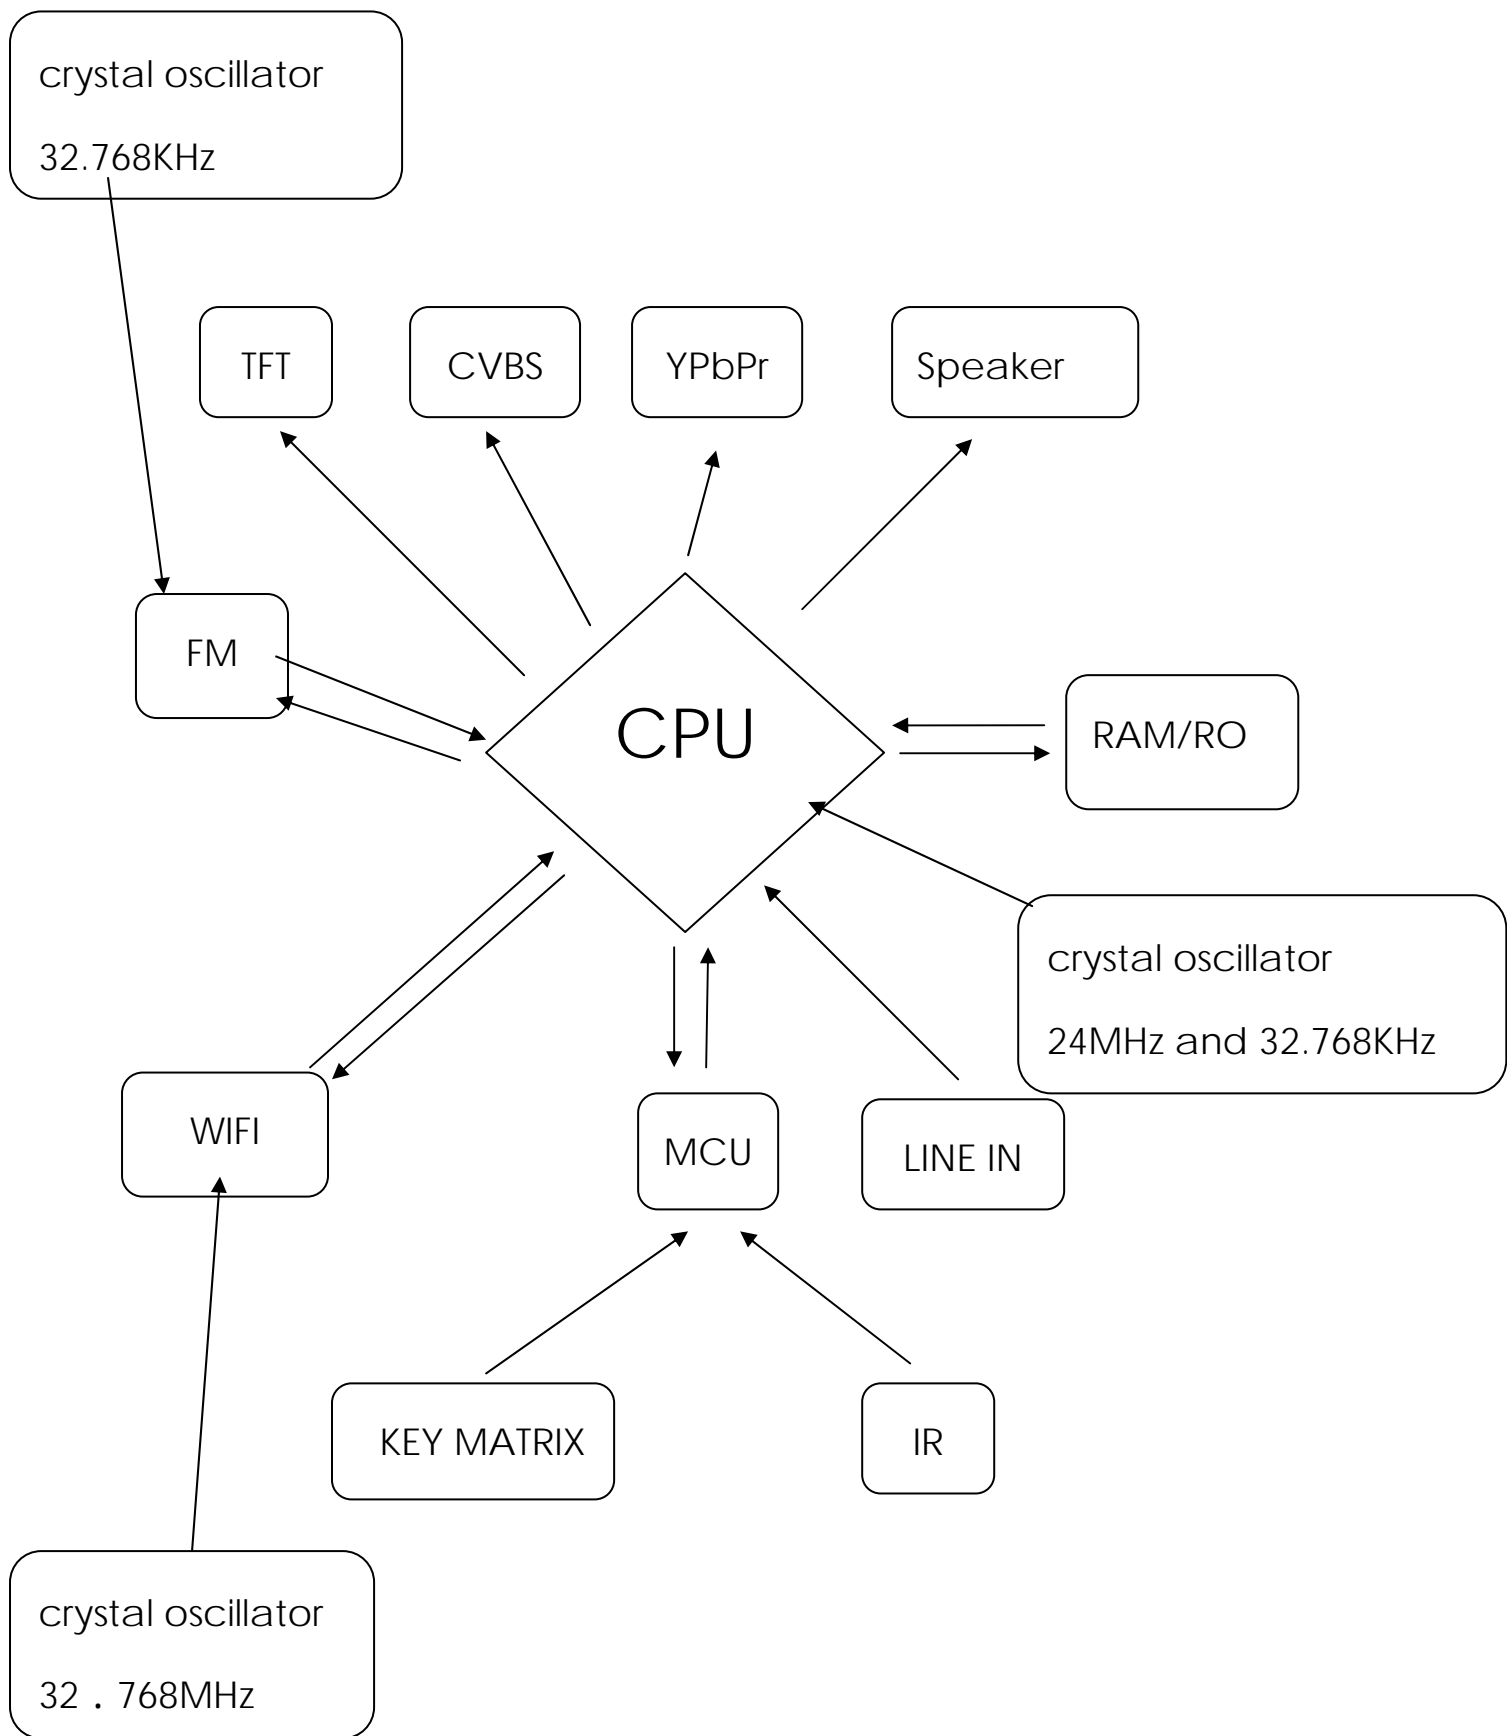 crystal oscillator
32.768KHz
TFT
CVBS
YPbPr
Speaker
FM
CPU
RAM/RO
crystal oscillator
24MHz and 32.768KHz
WIFI
MCU
LINE IN
KEY MATRIX
IR
crystal oscillator
32．768MHz